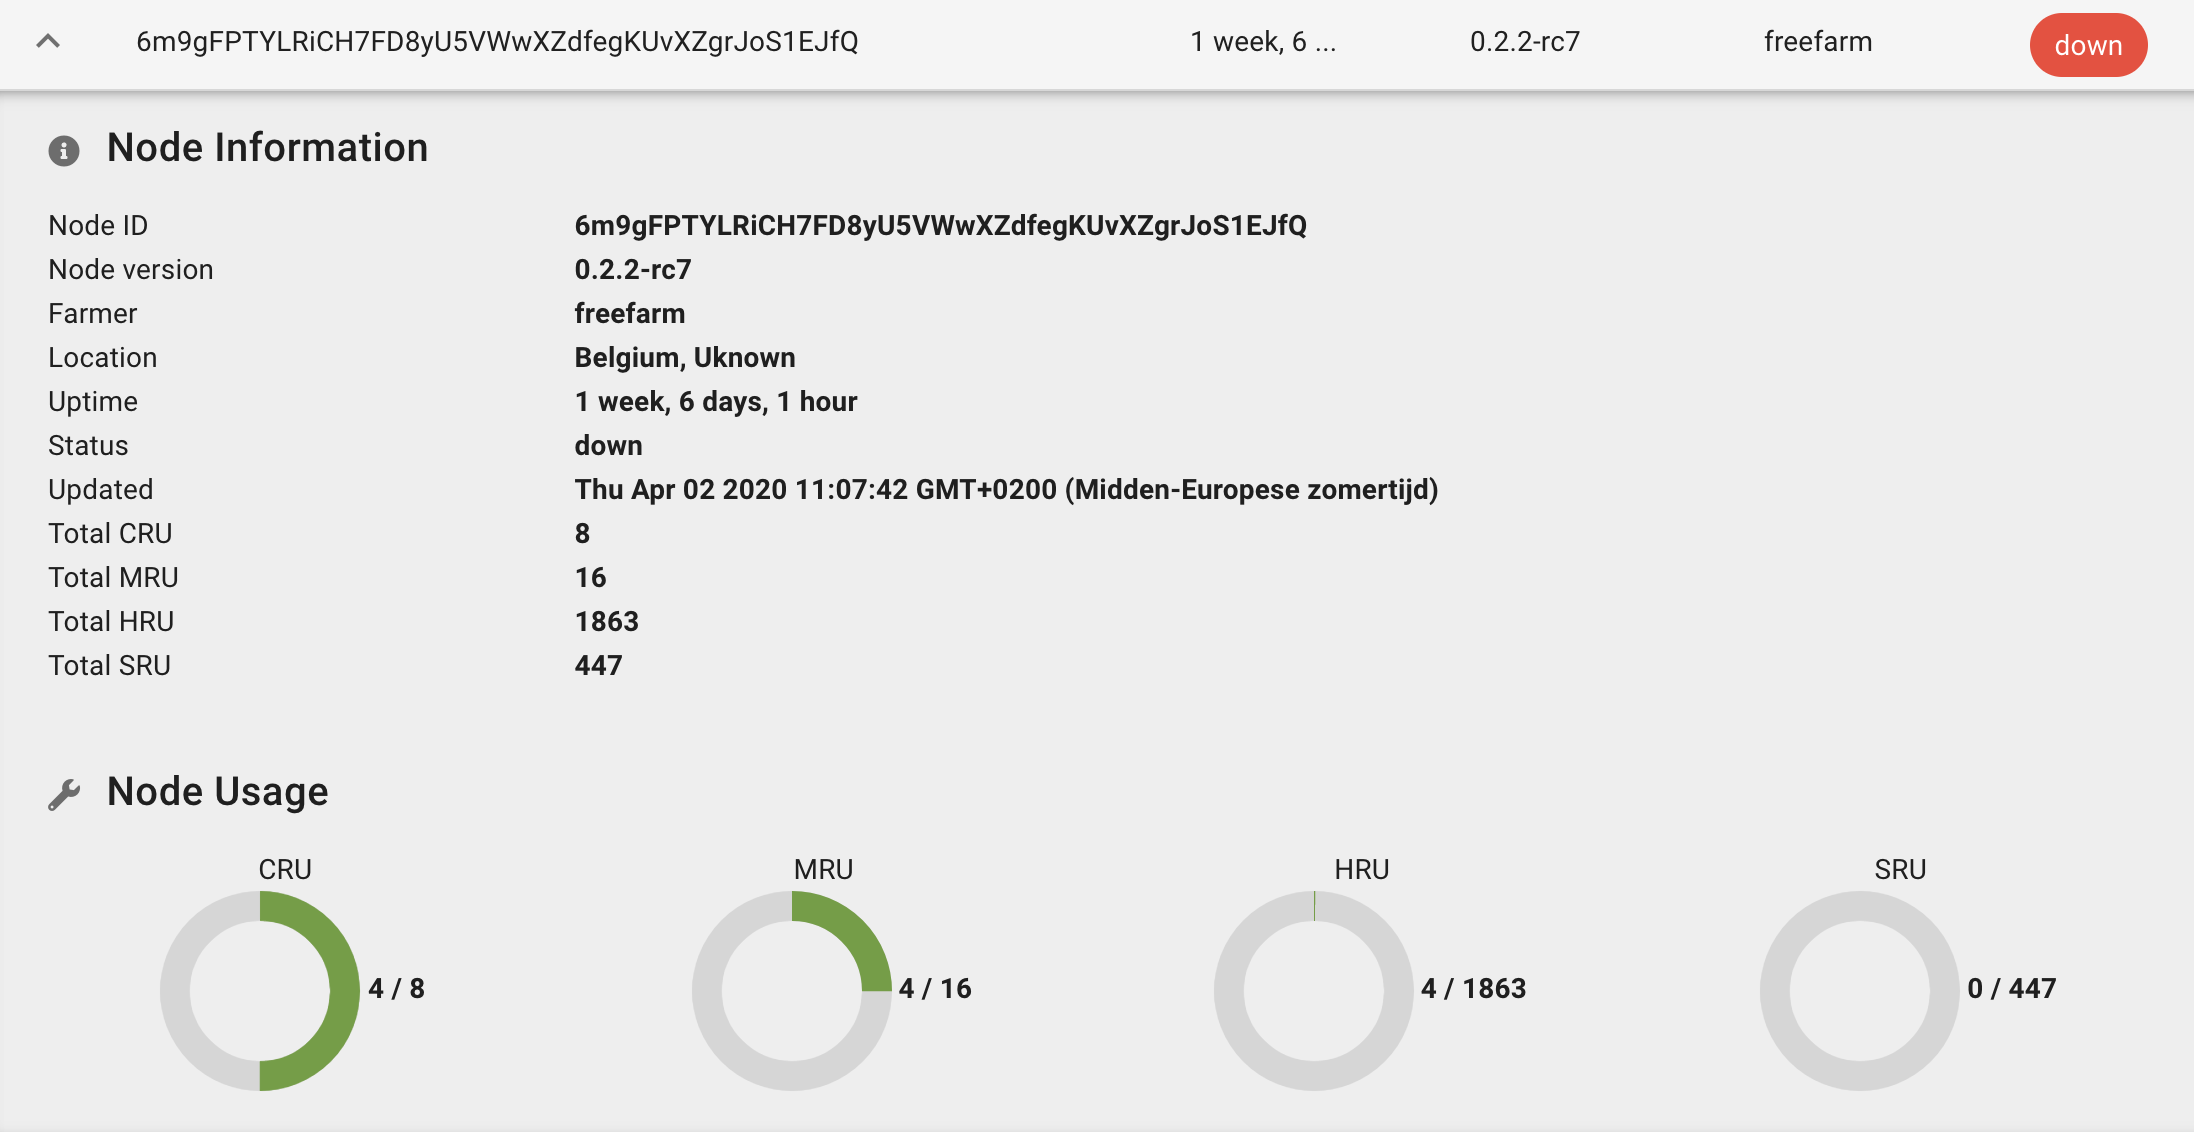 6m9gFPTYLRiCH7FD8yU5VWwXZdfegKUvXZgrJoS1EJfQ 1 week, 6 ... 0.2.2-rc7 freefarm down
Node Information
Node ID 6m9gFPTYLRiCH7FD8yU5VWwXZdfegKUvXZgrJoS1EJfQ
Node version 0.2.2-rc7
Farmer freefarm
Location Belgium, Uknown
Uptime 1 week, 6 days, 1 hour
Status down
Updated Thu Apr 02 2020 11:07:42 GMT+0200 (Midden-Europese zomertijd)
Total CRU 8
Total MRU 16
Total HRU 1863
Total SRU 447
Node Usage
CRU MRU HRU SRU
4 / 8 4 / 16 4 / 1863 0 / 447